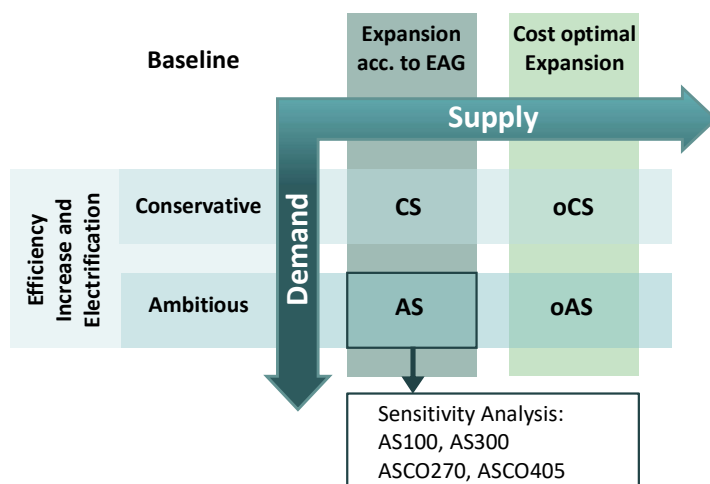 Baseline
Expansion
acc. to EAG
Cost optimal
Expansion
Supply
Demand
Efficiency
Increase and
Electrification
Conservative
CS
oCS
Ambitious
AS
oAS
Sensitivity Analysis:
AS100, AS300
ASCO270, ASCO405